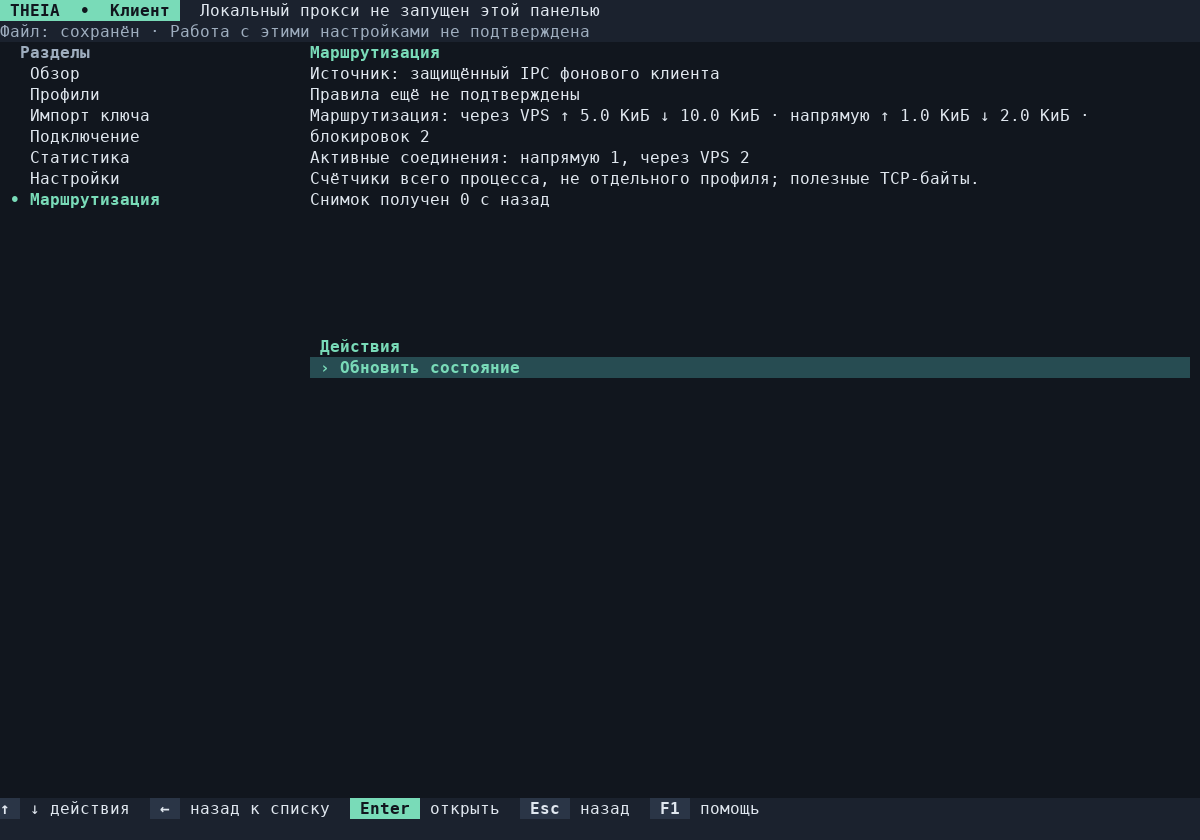 THEIA • Клиент Локальный прокси не запущен этой панелью
Файл: сохранён · Работа с этими настройками не подтверждена
Разделы
Обзор
Профили
Импорт ключа
Подключение
Статистика
Настройки
• Маршрутизация
Маршрутизация
Источник: защищённый IPC фонового клиента
Правила ещё не подтверждены
Маршрутизация: через VPS ↑ 5.0 КиБ ↓ 10.0 КиБ · напрямую ↑ 1.0 КиБ ↓ 2.0 КиБ ·
блокировок 2
Активные соединения: напрямую 1, через VPS 2
Счётчики всего процесса, не отдельного профиля; полезные TCP-байты.
Снимок получен 0 с назад
Действия
› Обновить состояние
↑ ↓ действия ← назад к списку Enter открыть Esc назад F1 помощь